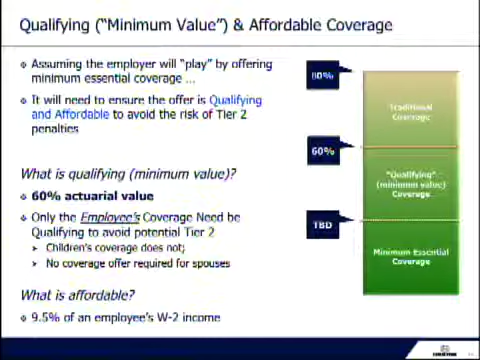 Qualifying ("Minimum Value") & Affordable Coverage
Assuming the employer will "play" by offering
minimum essential coverage ...
It will need to ensure the offer is Qualifying
and Affordable to avoid the risk of Tier 2
penalties
What is qualifying (minimum value)?
60% actuarial value
Only the Employee's Coverage Need be
Qualifying to avoid potential Tier 2
Children's coverage does not;
No coverage offer required for spouses
What is affordable?
9.5% of an employee's W-2 income
80%
Traditional
Coverage
60%
"Qualifying"
(minimum value)
Coverage
TBD
Minimum Essential
Coverage